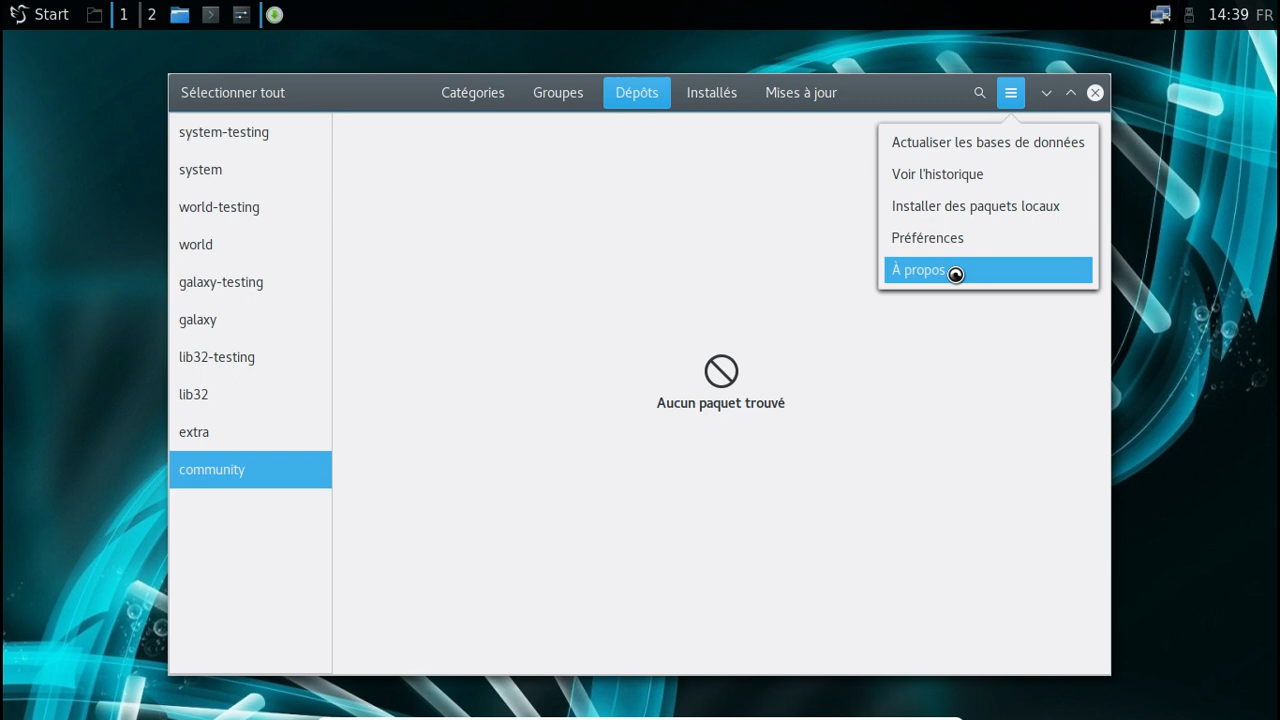 Start 1 2 14:39 FR
Sélectionner tout Catégories Groupes Dépôts Installés Mises à jour
system-testing
system
world-testing
world
galaxy-testing
galaxy
lib32-testing
lib32
extra
community
Actualiser les bases de données
Voir l'historique
Installer des paquets locaux
Préférences
À propos
Aucun paquet trouvé